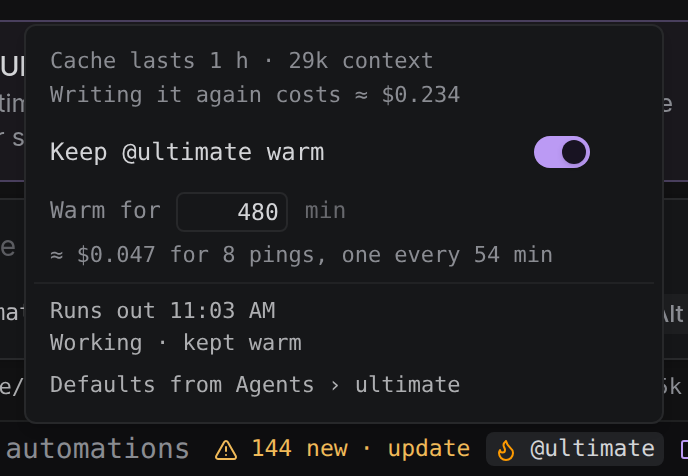 Cache lasts 1 h · 29k context
Writing it again costs ≈ $0.234
Keep @ultimate warm
Warm for 480 min
≈ $0.047 for 8 pings, one every 54 min
Runs out 11:03 AM
Working · kept warm
Defaults from Agents › ultimate
automations 144 new · update @ultimate